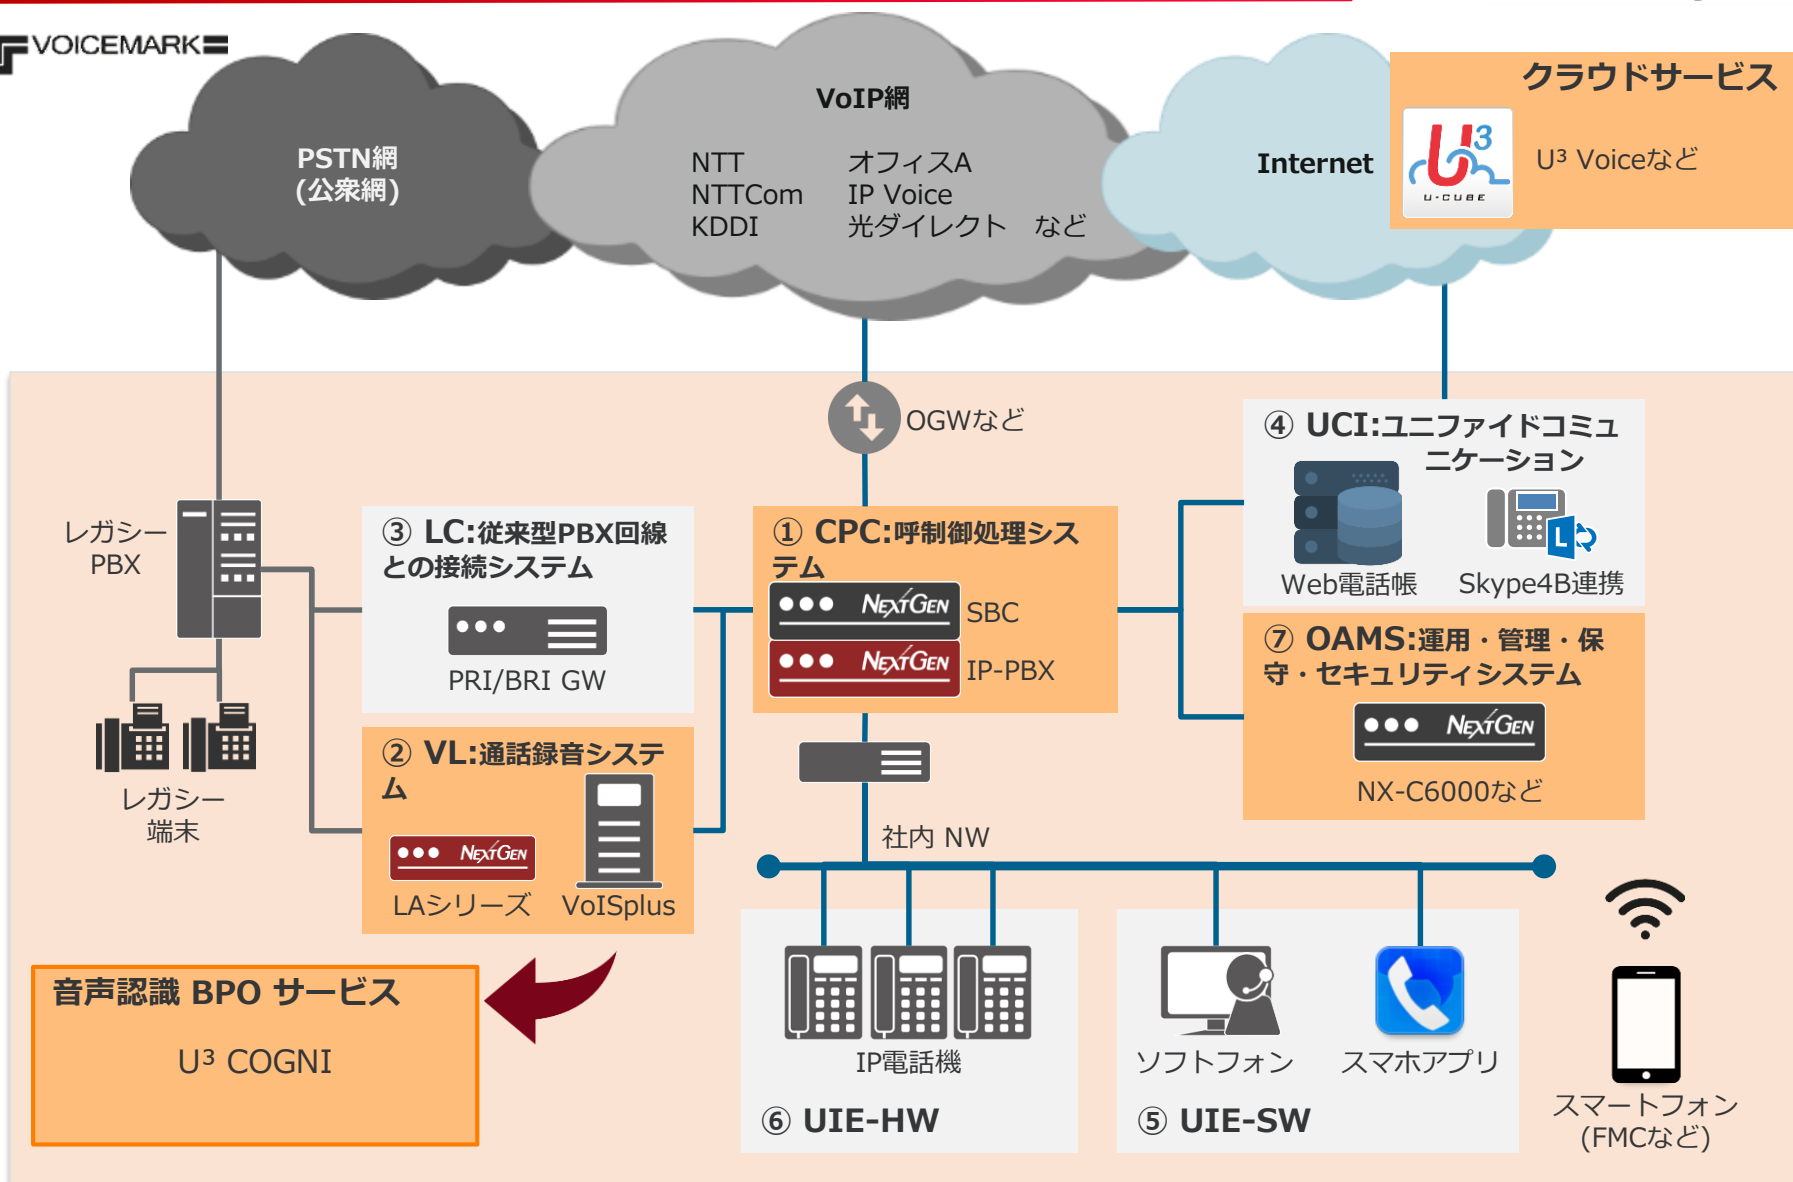 VOICEMARK
クラウドサービス
U-CUBE
U³ Voiceなど
PSTN網
(公衆網)
VoIP網
NTT オフィスA
NTTCom IP Voice
KDDI 光ダイレクト など
Internet
OGWなど
レガシー
PBX
レガシー
端末
③ LC:従来型PBX回線
との接続システム
PRI/BRI GW
② VL:通話録音システ
ム
NEXTGEN
LAシリーズ
VoISplus
① CPC:呼制御処理シス
テム
NEXTGEN
SBC
NEXTGEN
IP-PBX
④ UCI:ユニファイドコミュ
ニケーション
Web電話帳
L
Skype4B連携
⑦ OAMS:運用・管理・保
守・セキュリティシステム
NEXTGEN
NX-C6000など
社内 NW
音声認識 BPO サービス
U³ COGNI
IP電話機
⑥ UIE-HW
ソフトフォン
スマホアプリ
⑤ UIE-SW
スマートフォン
(FMCなど)